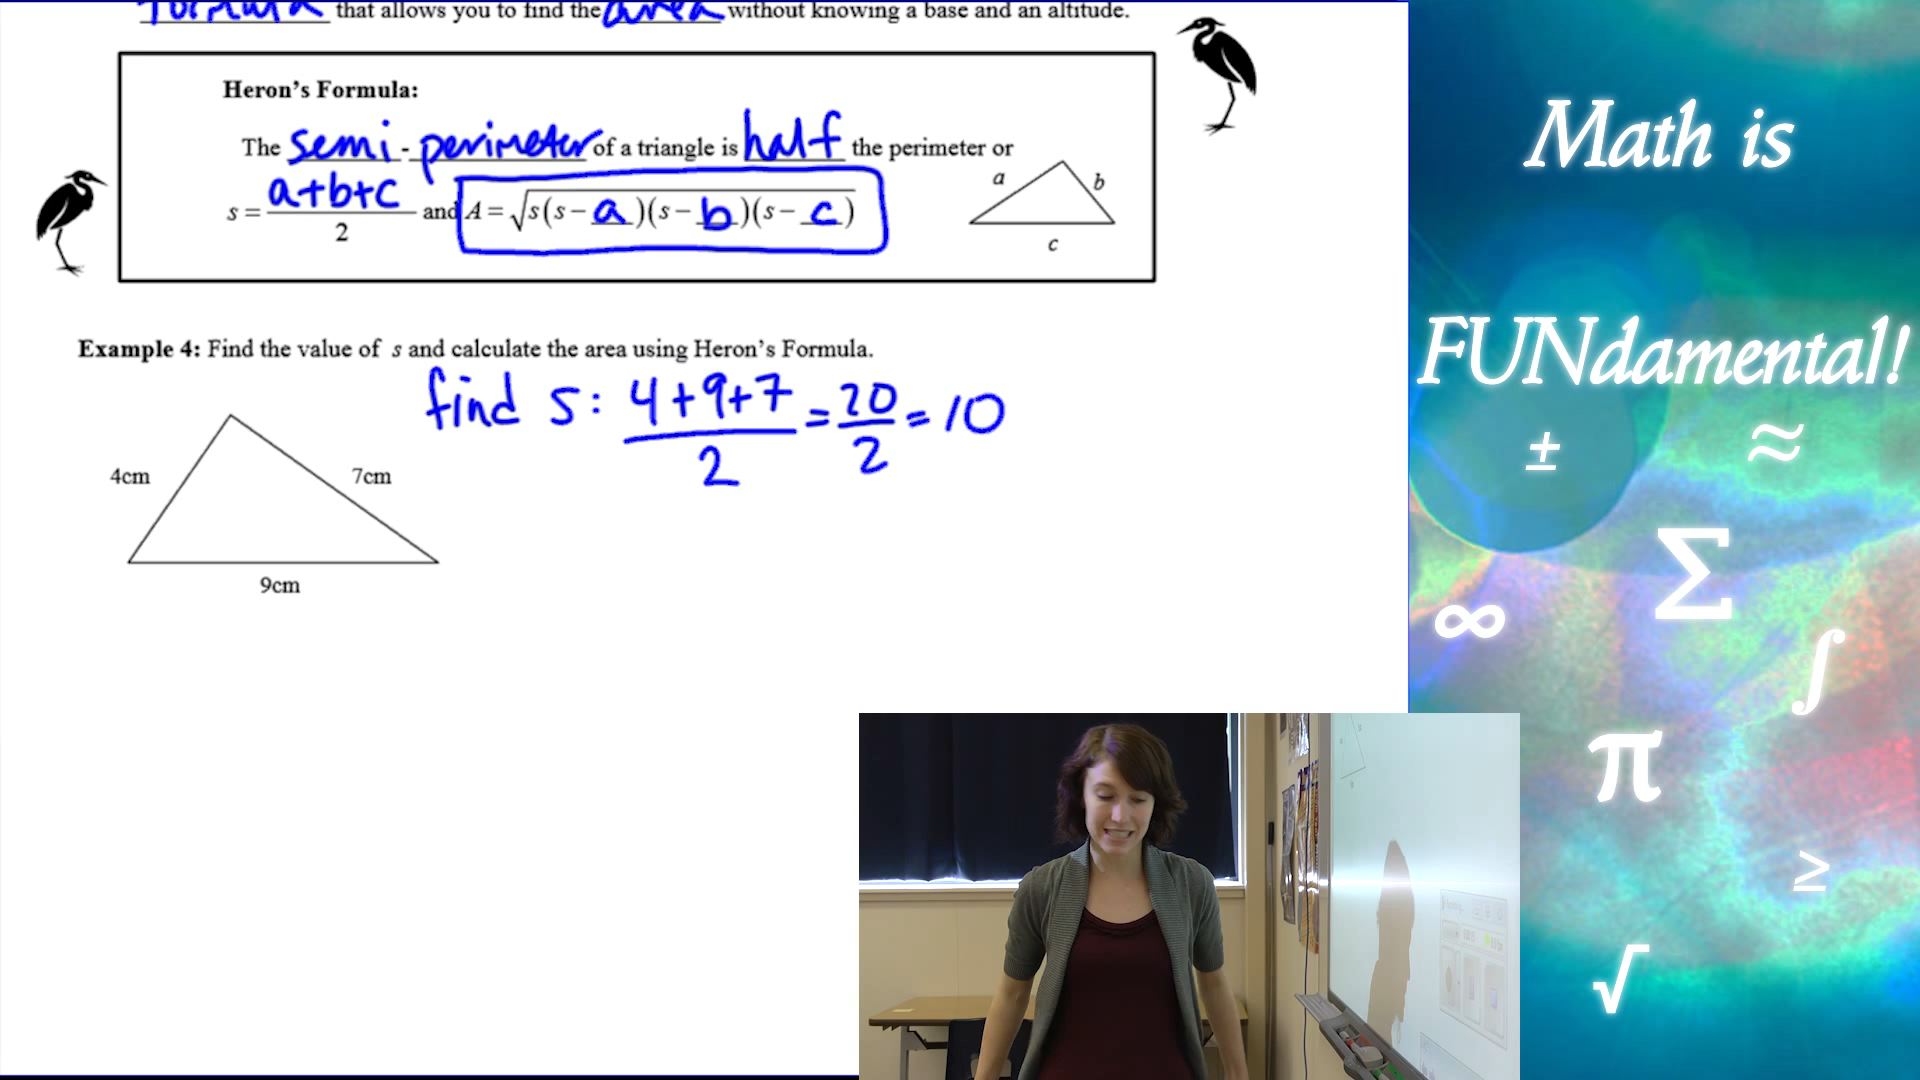 formula that allows you to find the area without knowing a base and an altitude.
Heron's Formula:
The semi-perimeter of a triangle is half the perimeter or
s = a+b+c / 2 and A = √s(s-a)(s-b)(s-c)
a
b
c
Example 4: Find the value of s and calculate the area using Heron's Formula.
find s: 4+9+7 / 2 = 20 / 2 = 10
4cm
7cm
9cm
Math is
FUNdamental!
± ≈
Σ
∞
∫
π
≥
√